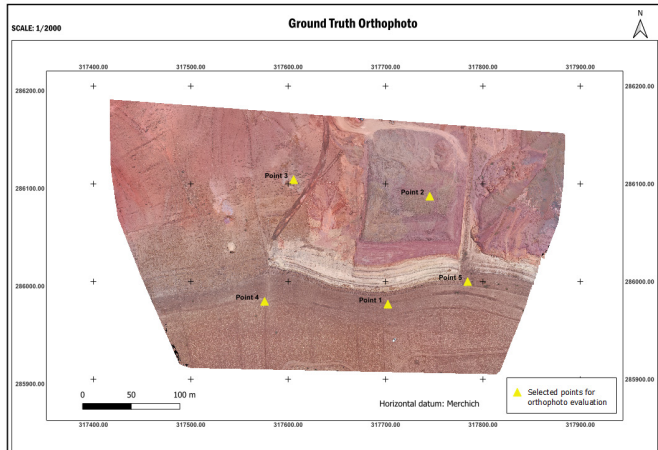 Ground Truth Orthophoto
N
SCALE: 1/2000
317400.00 317500.00 317600.00 317700.00 317800.00 317900.00
286200.00 286200.00
Point 3
286100.00 Point 2 286100.00
Point 5
286000.00 286000.00
Point 4 Point 1
285900.00 285900.00
0 50 100 m
Horizontal datum: Merchich
Selected points for
orthophoto evaluation
317400.00 317500.00 317600.00 317700.00 317800.00 317900.00